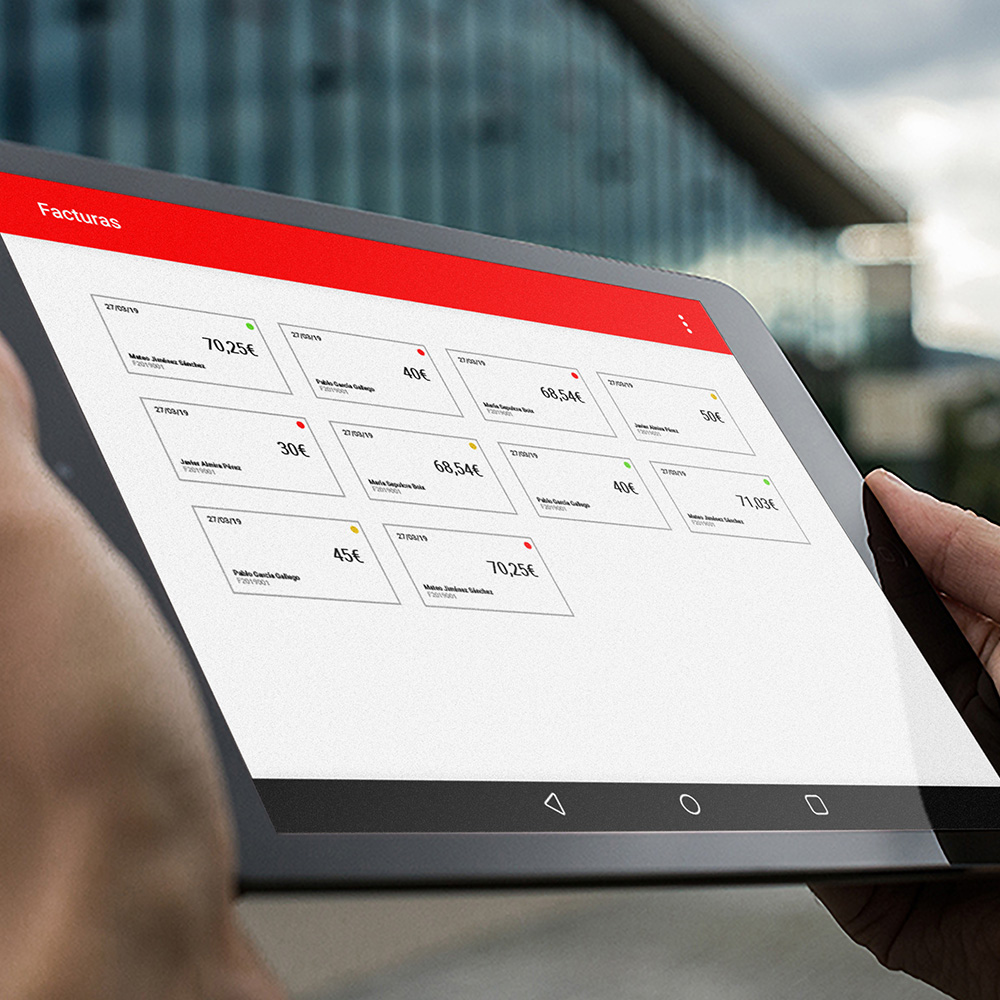 Facturas
27/03/19
70,25€
Mateo Jiménez Sánchez
F2019001
27/03/19
40€
Pablo García Gallego
F2019001
27/03/19
68,54€
María Sepulcre Boix
F2019001
27/03/19
50€
Javier Almira Pérez
F2019001
27/03/19
30€
Javier Almira Pérez
F2019001
27/03/19
68,54€
María Sepulcre Boix
F2019001
27/03/19
40€
Pablo García Gallego
F2019001
27/03/19
71,03€
Mateo Jiménez Sánchez
F2019001
27/03/19
45€
Pablo García Gallego
F2019001
27/03/19
70,25€
Mateo Jiménez Sánchez
F2019001